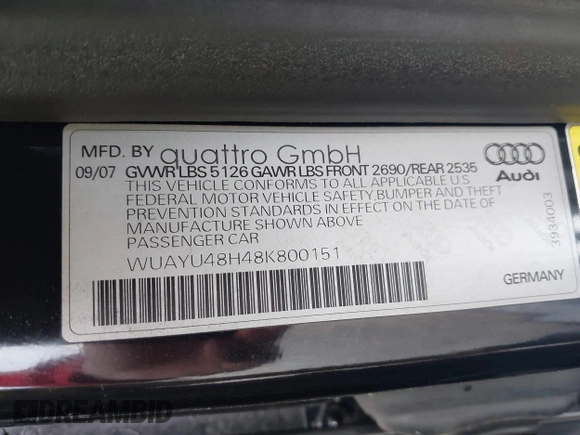 MFD. BY quattro GmbH
09/07 GVWR LBS 5126 GAWR LBS FRONT 2690/REAR 2535
THIS VEHICLE CONFORMS TO ALL APPLICABLE
FEDERAL MOTOR VEHICLE SAFETY, BUMPER AND THEFT
PREVENTION STANDARDS IN EFFECT ON DATE OF
MANUFACTURE SHOWN ABOVE
PASSENGER CAR
WUAYU48H48K800151
Audi
3934003
GERMANY
DREAMBID